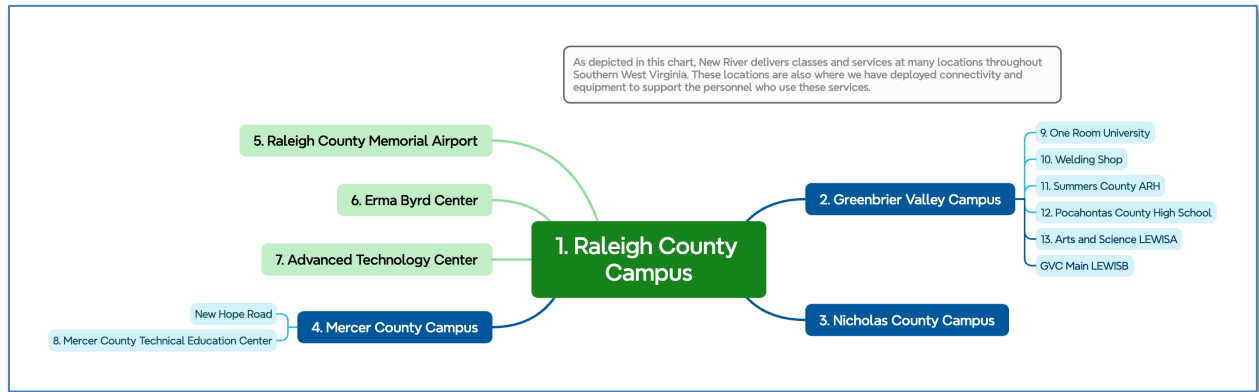 As depicted in this chart, New River delivers classes and services at many locations throughout
Southern West Virginia. These locations are also where we have deployed connectivity and
equipment to support the personnel who use these services.
5. Raleigh County Memorial Airport
6. Erma Byrd Center
7. Advanced Technology Center
4. Mercer County Campus
New Hope Road
8. Mercer County Technical Education Center
1. Raleigh County
Campus
2. Greenbrier Valley Campus
9. One Room University
10. Welding Shop
11. Summers County ARH
12. Pocahontas County High School
13. Arts and Science LEWISA
GVC Main LEWISB
3. Nicholas County Campus